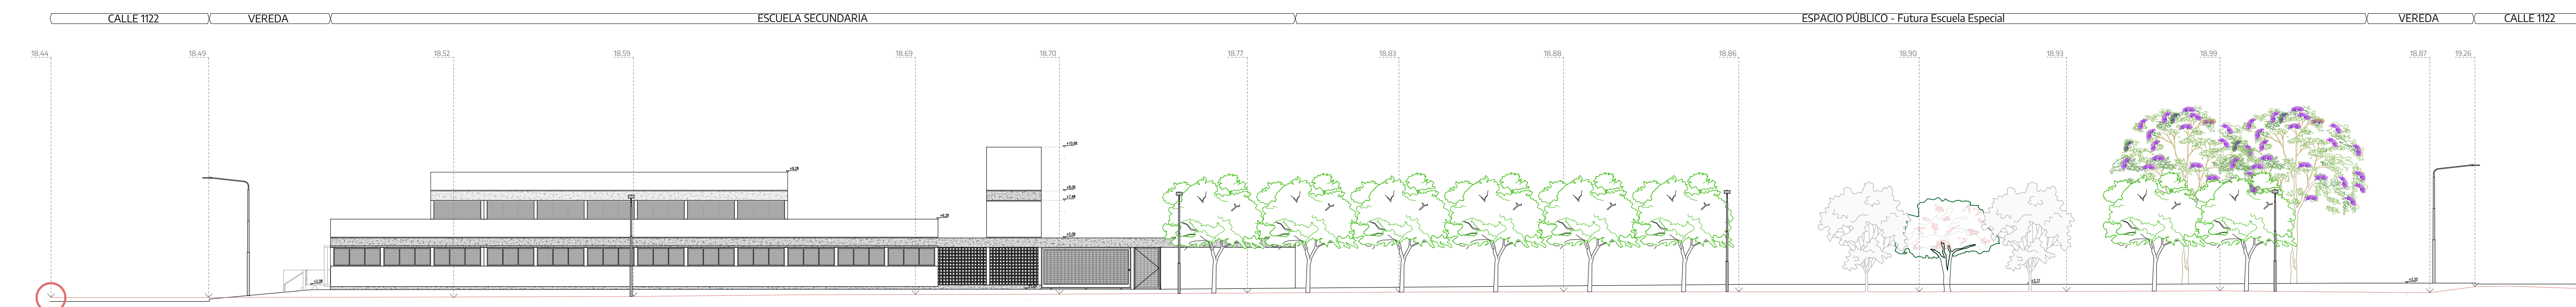 CALLE 1122 VEREDA ESCUELA SECUNDARIA ESPACIO PÚBLICO - Futura Escuela Especial VEREDA CALLE 1122
18.44 18.49 18.52 18.59 18.69 18.70 18.77 18.83 18.88 18.86 18.90 18.93 18.99 18.87 19.26